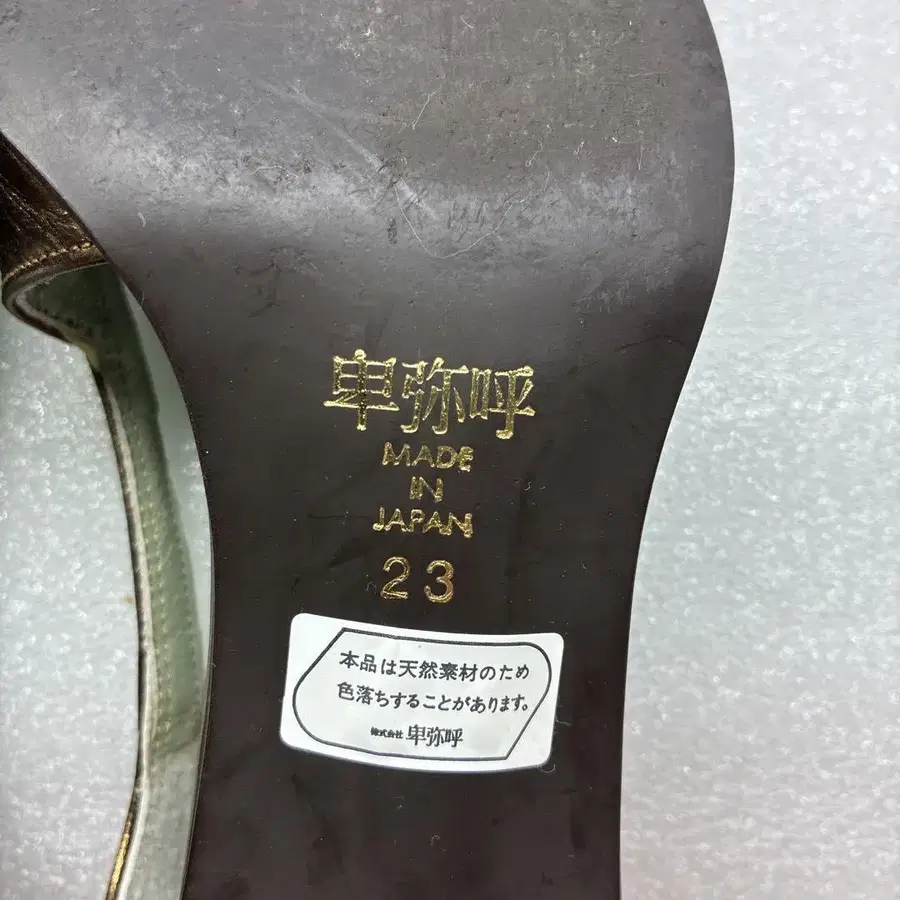 卑弥呼
MADE
IN
JAPAN
23
本品は天然素材のため
色落ちすることがあります。
株式会社 卑弥呼